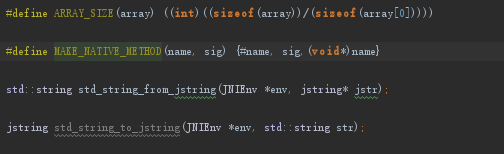 #define ARRAY_SIZE(array) ((int)((sizeof(array))/(sizeof(array[0]))))
#define MAKE_NATIVE_METHOD(name, sig) {#name, sig,(void*)name}
std::string std_string_from_jstring(JNIEnv *env, jstring* jstr);
jstring std_string_to_jstring(JNIEnv *env, std::string str);